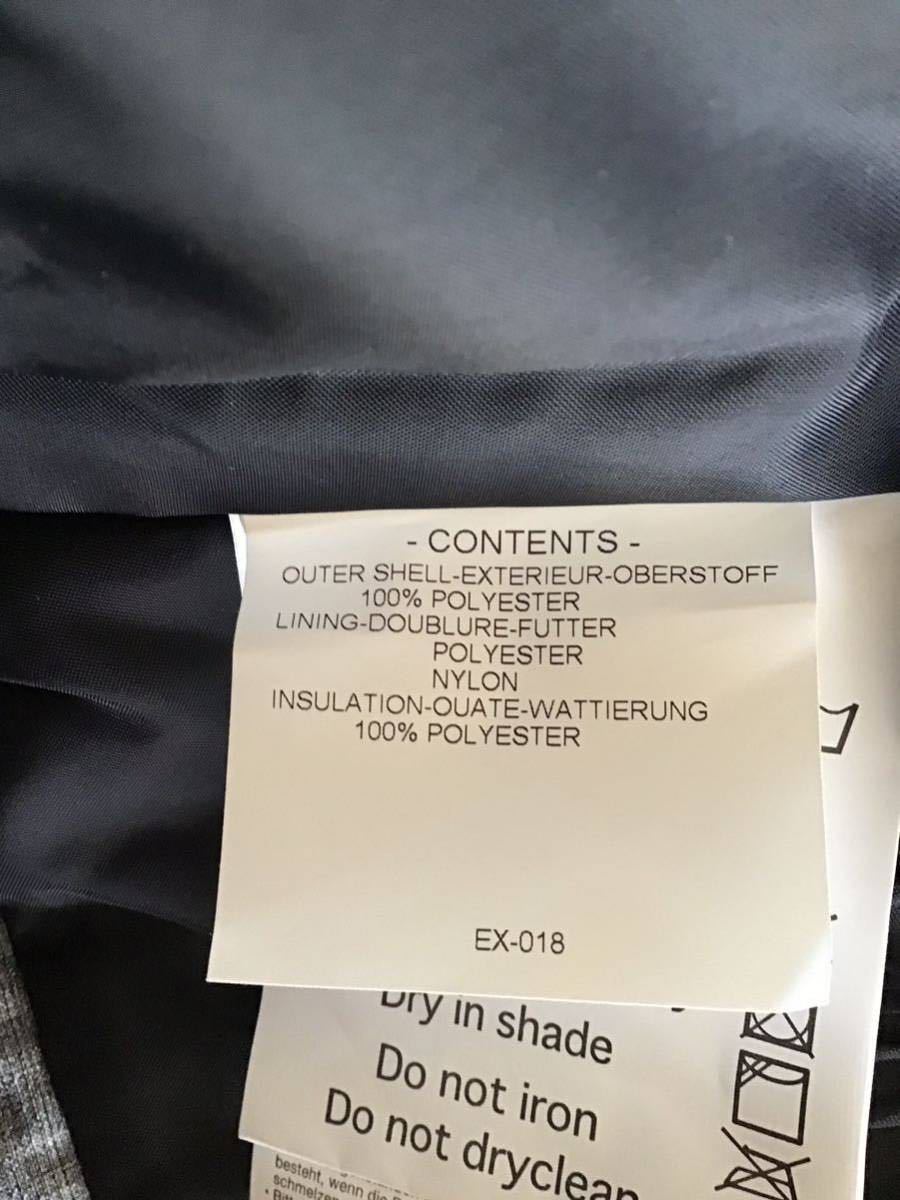 - CONTENTS -
OUTER SHELL-EXTERIEUR-OBERSTOFF
100% POLYESTER
LINING-DOUBLURE-FUTTER
POLYESTER
NYLON
INSULATION-OUATE-WATTIERUNG
100% POLYESTER
EX-018
Dry in shade
Do not iron
Do not dryclean
besteht, wenn die